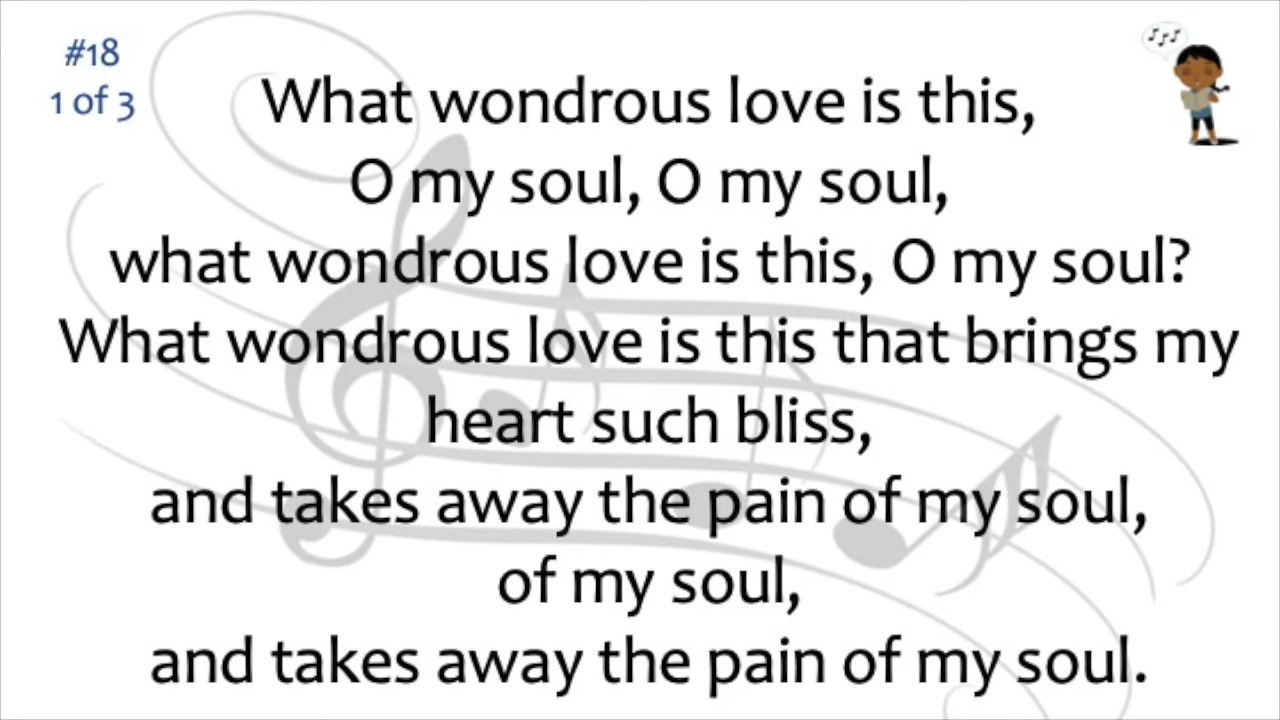 #18
1 of 3
What wondrous love is this,
O my soul, O my soul,
what wondrous love is this, O my soul?
What wondrous love is this that brings my
heart such bliss,
and takes away the pain of my soul,
of my soul,
and takes away the pain of my soul.